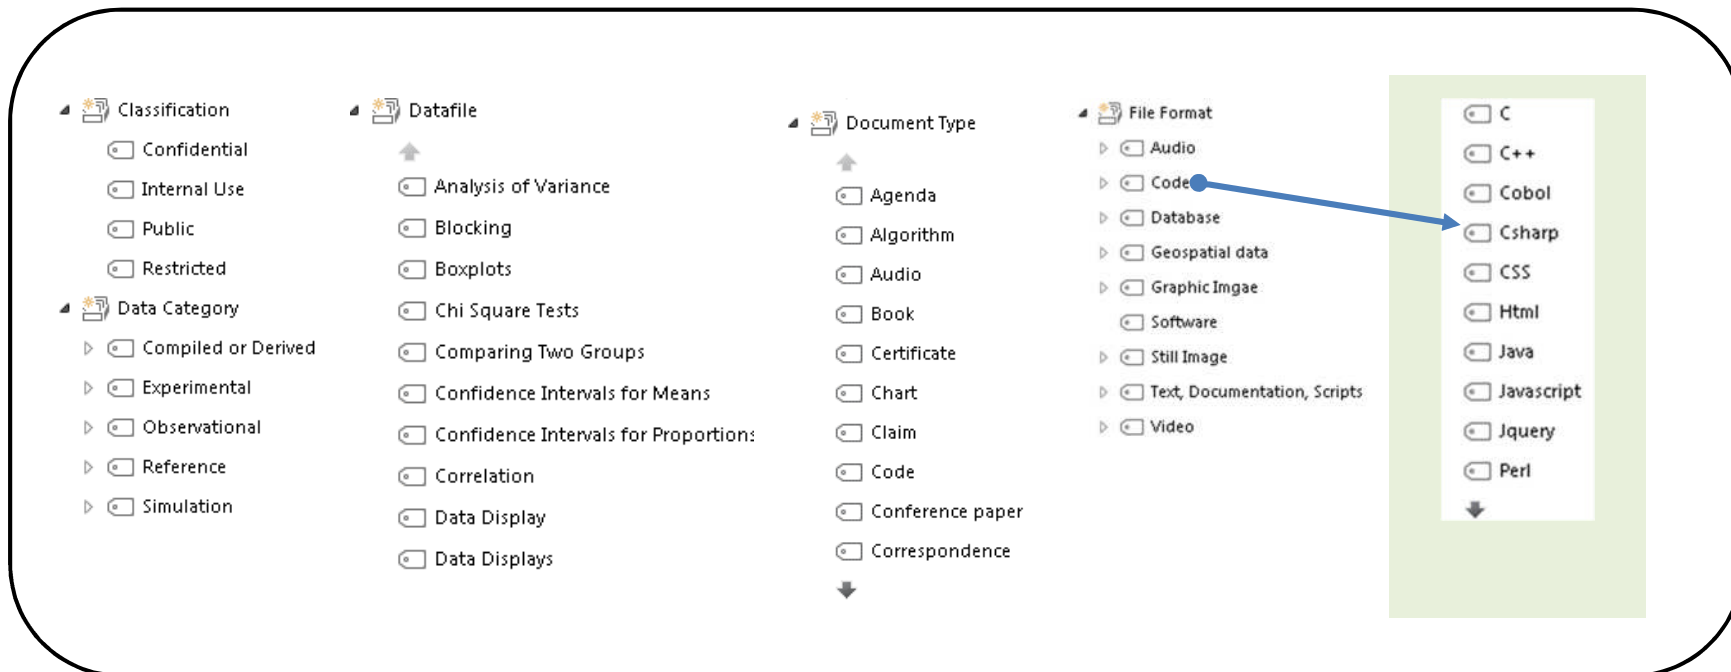 Classification
Confidential
Internal Use
Public
Restricted
Data Category
Compiled or Derived
Experimental
Observational
Reference
Simulation
Datafile
Analysis of Variance
Blocking
Boxplots
Chi Square Tests
Comparing Two Groups
Confidence Intervals for Means
Confidence Intervals for Proportions
Correlation
Data Display
Data Displays
Document Type
Agenda
Algorithm
Audio
Book
Certificate
Chart
Claim
Code
Conference paper
Correspondence
File Format
Audio
Code
Database
Geospatial data
Graphic Imgae
Software
Still Image
Text, Documentation, Scripts
Video
C
C++
Cobol
Csharp
CSS
Html
Java
Javascript
Jquery
Perl